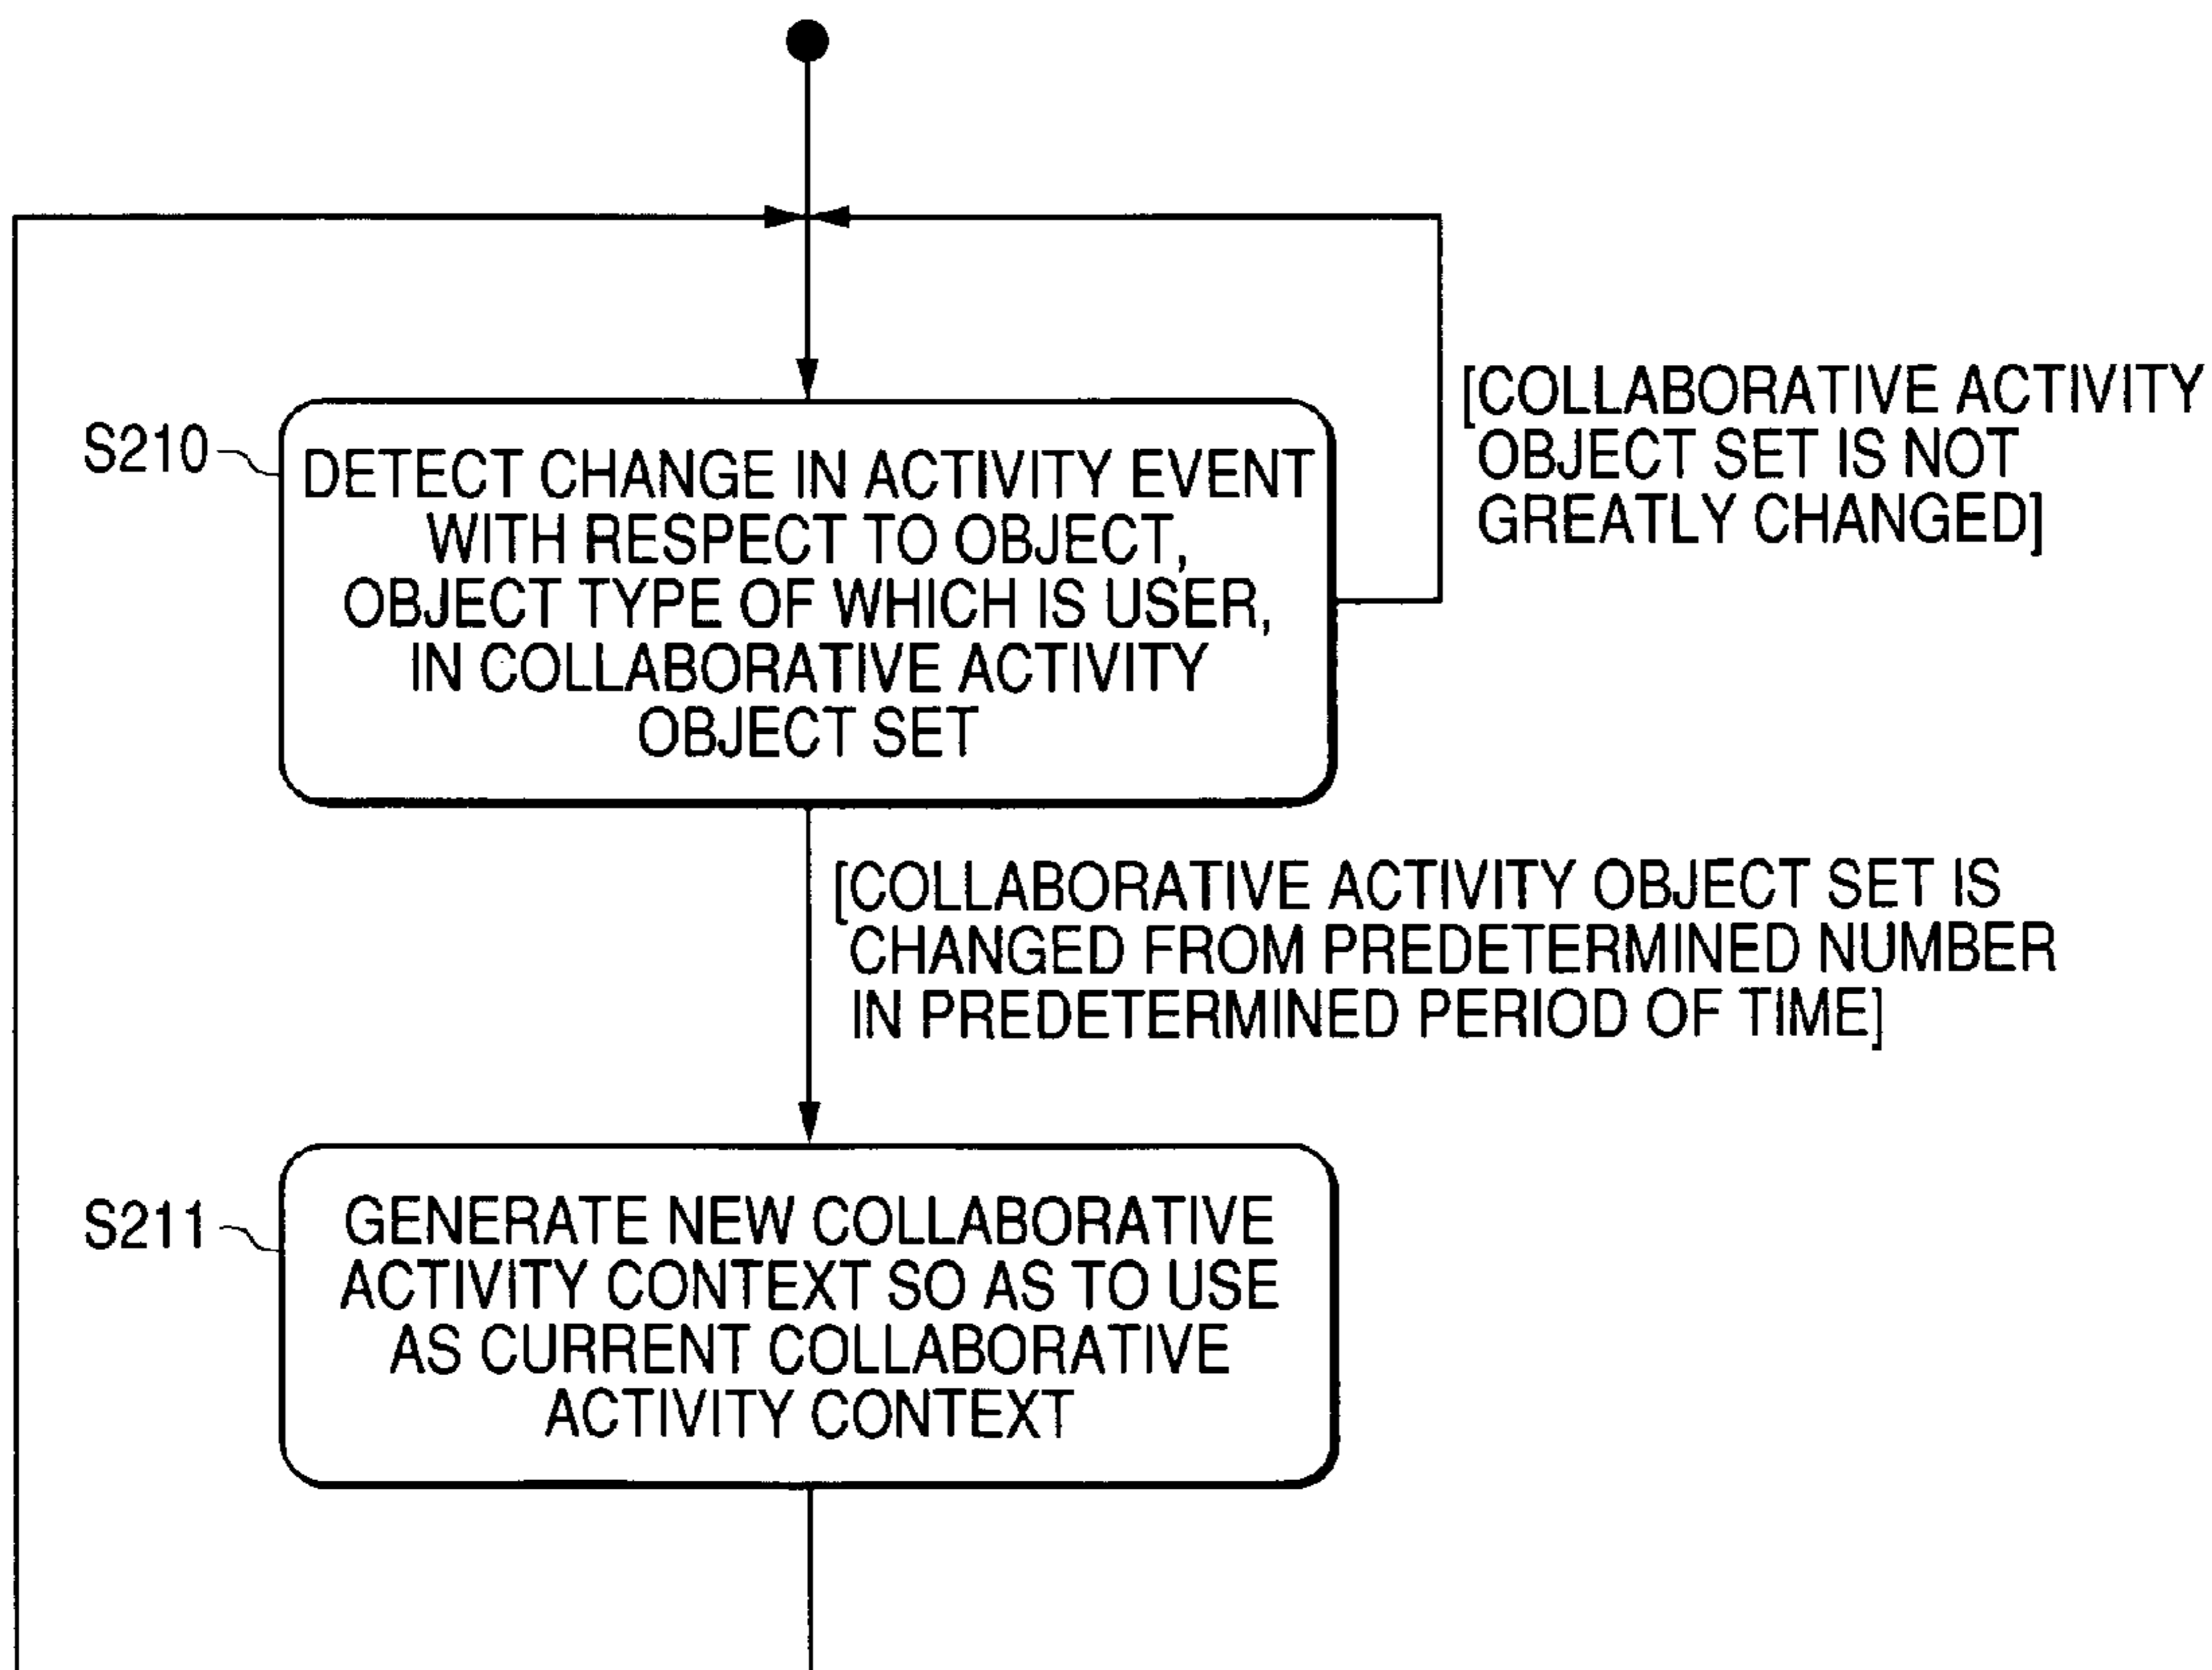 [COLLABORATIVE ACTIVITY
OBJECT SET IS NOT
GREATLY CHANGED]
S210
DETECT CHANGE IN ACTIVITY EVENT
WITH RESPECT TO OBJECT,
OBJECT TYPE OF WHICH IS USER,
IN COLLABORATIVE ACTIVITY
OBJECT SET
[COLLABORATIVE ACTIVITY OBJECT SET IS
CHANGED FROM PREDETERMINED NUMBER
IN PREDETERMINED PERIOD OF TIME]
S211
GENERATE NEW COLLABORATIVE
ACTIVITY CONTEXT SO AS TO USE
AS CURRENT COLLABORATIVE
ACTIVITY CONTEXT